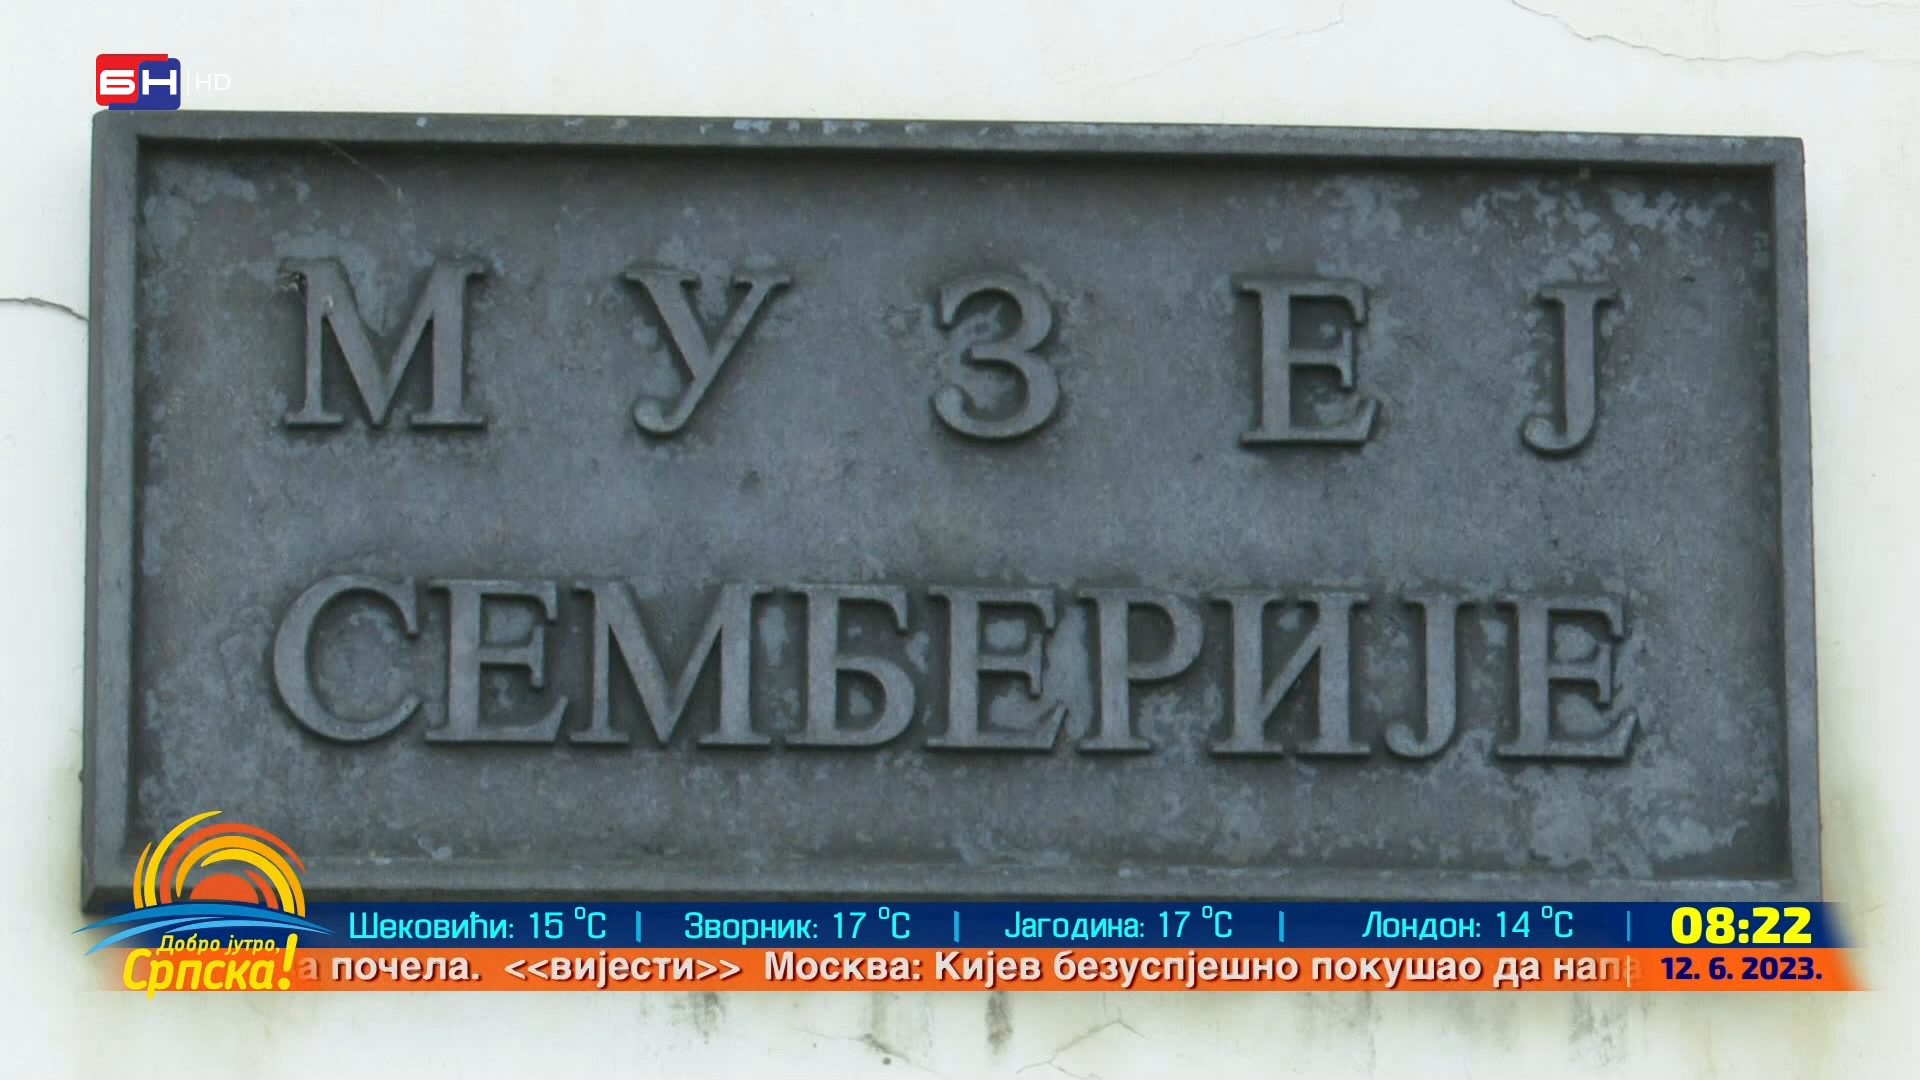 БН HD
МУЗЕЈ
СЕМБЕРИЈЕ
Шековићи: 15 °C | Зворник: 17 °C | Јагодина: 17 °C | Лондон: 14 °C | 08:22
Добро јутро,
Српска!
почела. <<вијести>> Москва: Кијев безуспјешно покушао да 12. 6. 2023.